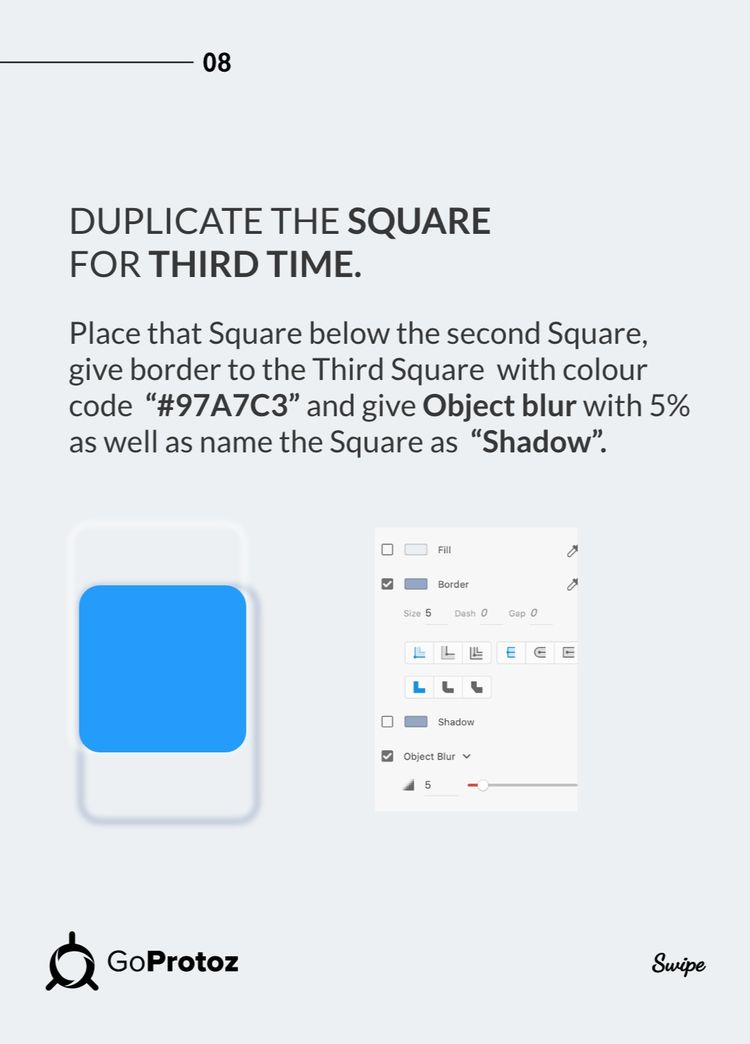 08
DUPLICATE THE SQUARE
FOR THIRD TIME.
Place that Square below the second Square,
give border to the Third Square with colour
code “#97A7C3” and give Object blur with 5%
as well as name the Square as “Shadow”.
Fill
Border
Size 5 Dash 0 Gap 0
Shadow
Object Blur
5
GoProtoz
Swipe